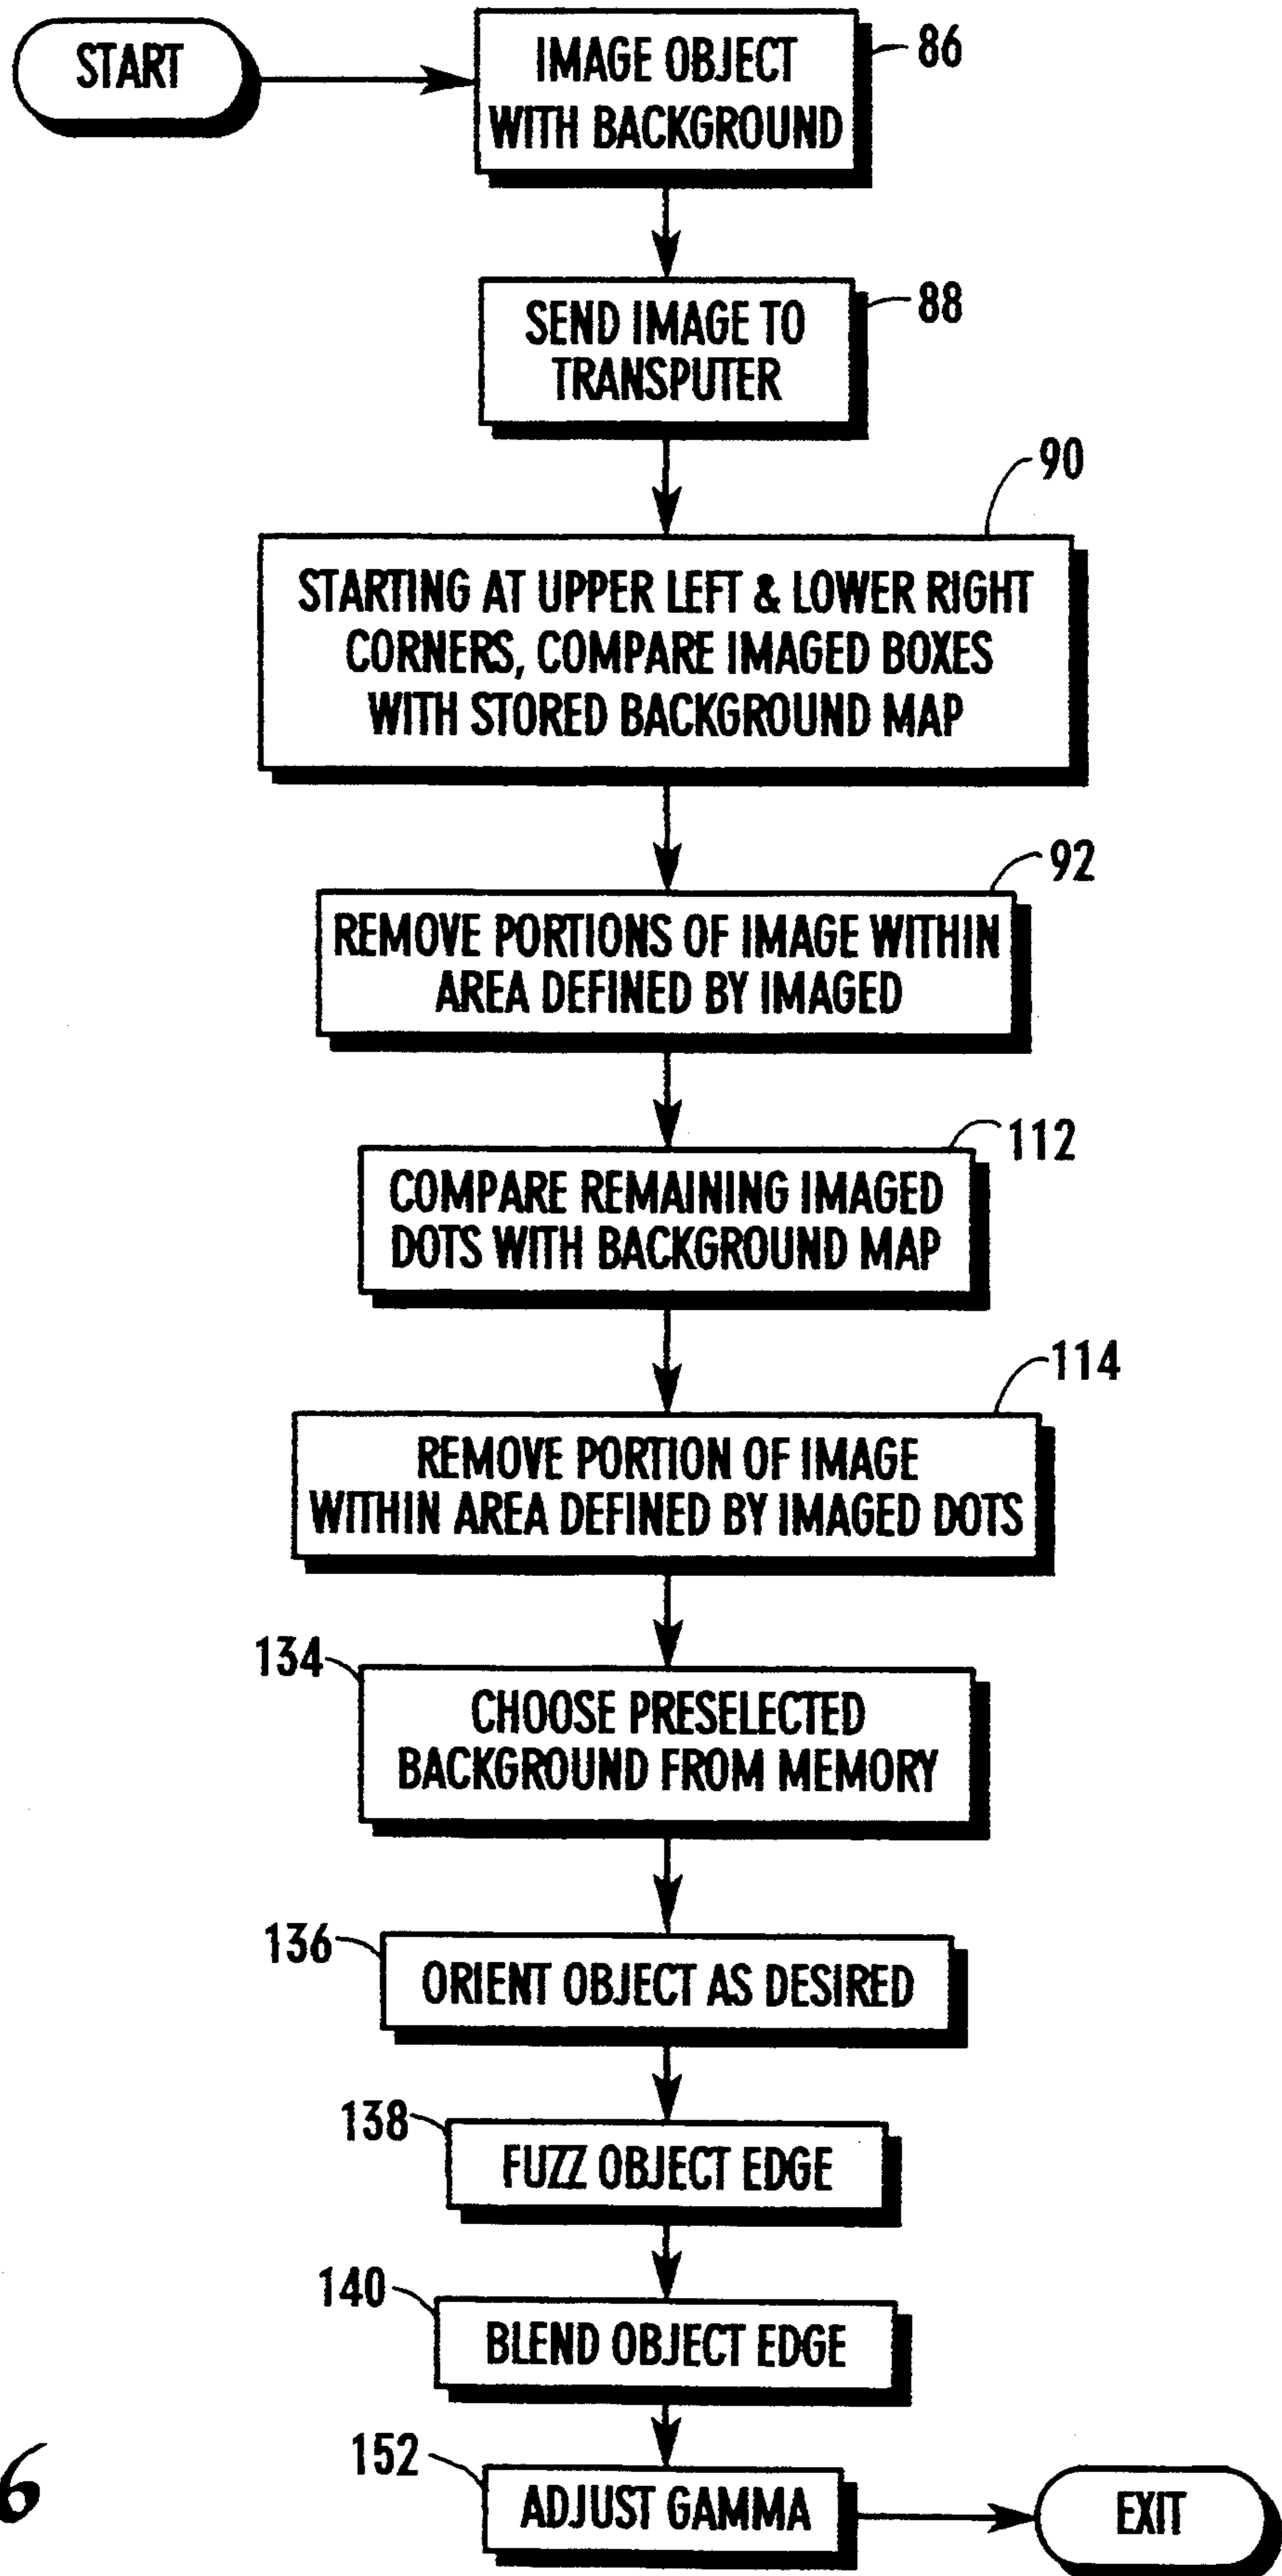 START
IMAGE OBJECT
WITH BACKGROUND
86
SEND IMAGE TO
TRANSPUTER
88
90
STARTING AT UPPER LEFT & LOWER RIGHT
CORNERS, COMPARE IMAGED BOXES
WITH STORED BACKGROUND MAP
92
REMOVE PORTIONS OF IMAGE WITHIN
AREA DEFINED BY IMAGED
112
COMPARE REMAINING IMAGED
DOTS WITH BACKGROUND MAP
114
REMOVE PORTION OF IMAGE
WITHIN AREA DEFINED BY IMAGED DOTS
134
CHOOSE PRESELECTED
BACKGROUND FROM MEMORY
136
ORIENT OBJECT AS DESIRED
138
FUZZ OBJECT EDGE
140
BLEND OBJECT EDGE
152
ADJUST GAMMA
EXIT
6